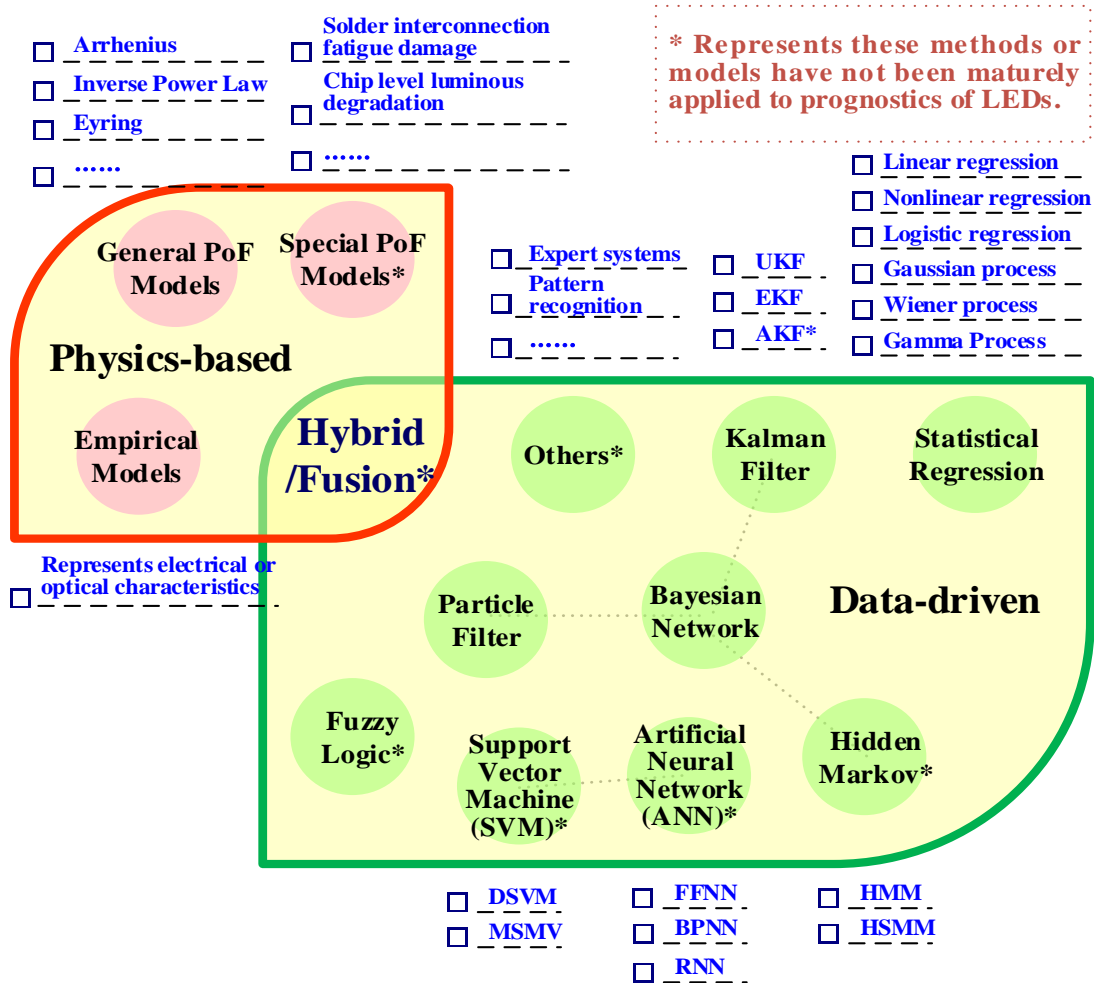 Arrhenius
Inverse Power Law
Eyring
......
Solder interconnection
fatigue damage
Chip level luminous
degradation
......
* Represents these methods or
models have not been maturely
applied to prognostics of LEDs.
Linear regression
Nonlinear regression
Logistic regression
Gaussian process
Wiener process
Gamma Process
Expert systems
Pattern
recognition
......
UKF
EKF
AKF*
General PoF
Models
Special PoF
Models*
Physics-based
Empirical
Models
Hybrid
/Fusion*
Represents electrical or
optical characteristics
Others*
Kalman
Filter
Statistical
Regression
Particle
Filter
Bayesian
Network
Data-driven
Fuzzy
Logic*
Support
Vector
Machine
(SVM)*
Artificial
Neural
Network
(ANN)*
Hidden
Markov*
DSVM
MSMV
FFNN
BPNN
RNN
HMM
HSMM